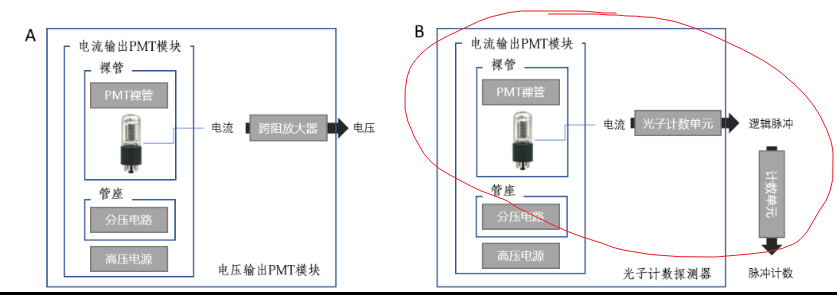 A
电流输出PMT模块
裸管
PMT裸管
电流
跨阻放大器
电压
管座
分压电路
高压电源
电压输出PMT模块
B
电流输出PMT模块
裸管
PMT裸管
电流
光子计数单元
逻辑脉冲
计数单元
管座
分压电路
高压电源
光子计数探测器
脉冲计数